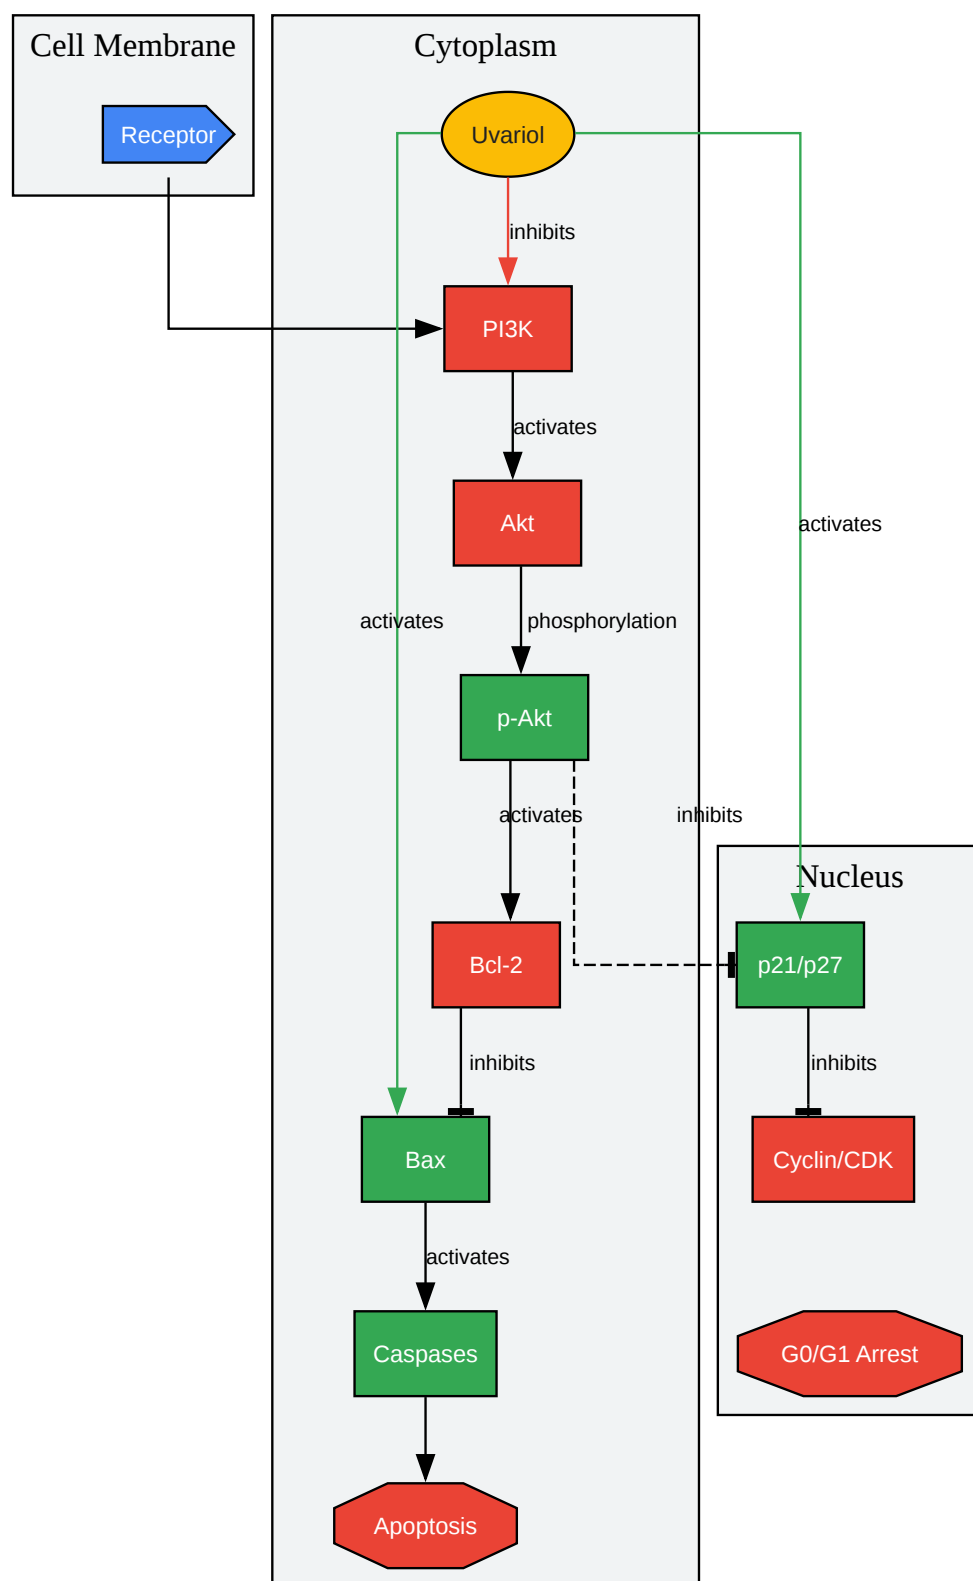 Cell Membrane
Cytoplasm
Receptor
Uvariol
inhibits
PI3K
activates
Akt
activates
activates
phosphorylation
p-Akt
activates
inhibits
Nucleus
Bcl-2
p21/p27
inhibits
inhibits
Bax
Cyclin/CDK
activates
Caspases
G0/G1 Arrest
Apoptosis